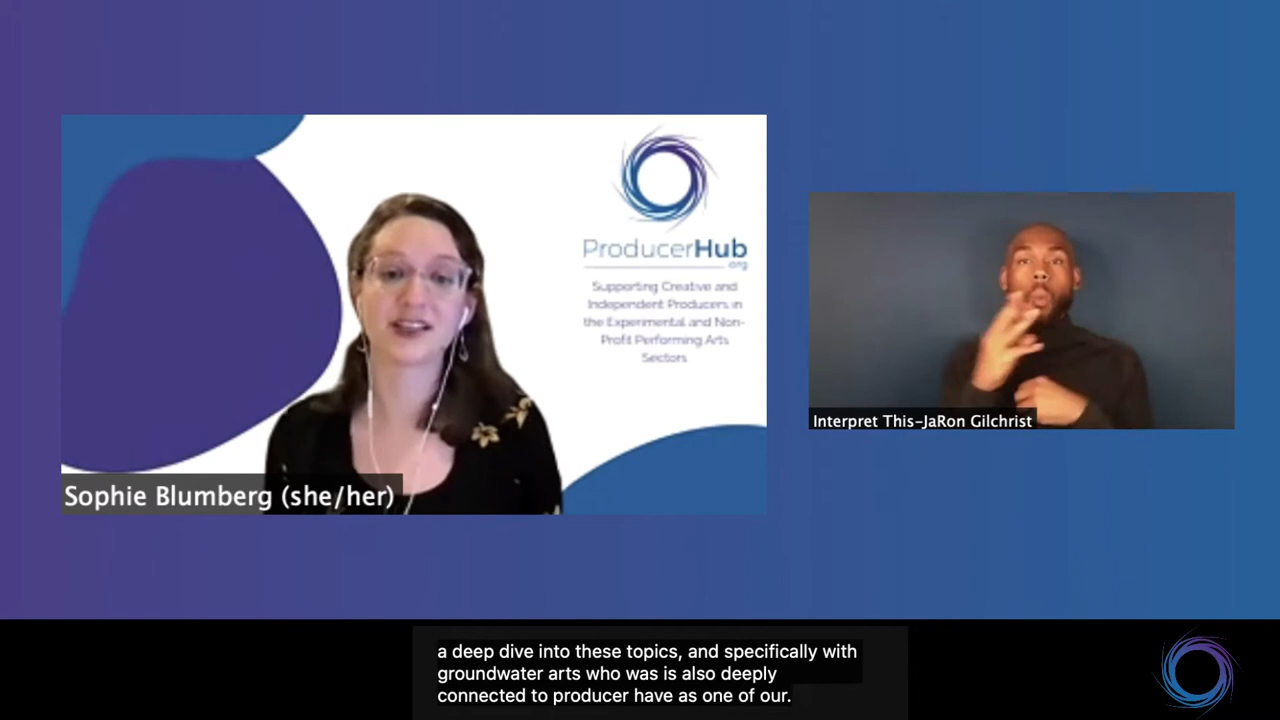 ProducerHub
.org
Supporting Creative and
Independent Producers in
the Experimental and Non-
Profit Performing Arts
Sectors
Sophie Blumberg (she/her)
Interpret This-JaRon Gilchrist
a deep dive into these topics, and specifically with
groundwater arts who was is also deeply
connected to producer have as one of our.